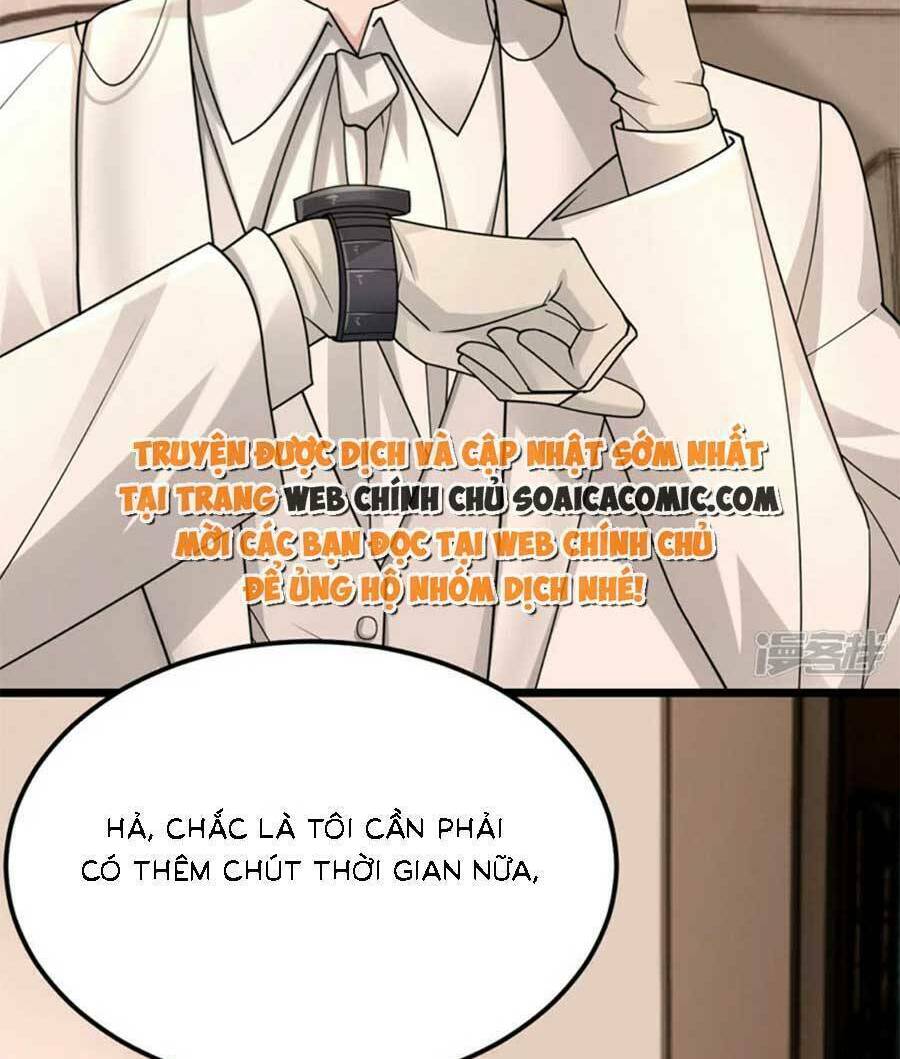 TRUYỆN ĐƯỢC DỊCH VÀ CẬP NHẬT SỚM NHẤT
TẠI TRANG WEB CHÍNH CHỦ SOAICACOMIC.COM
MỜI CÁC BẠN ĐỌC TẠI WEB CHÍNH CHỦ
ĐỂ ỦNG HỘ NHÓM DỊCH NHÉ!
漫客栈
HẢ, CHẮC LÀ TÔI CẦN PHẢI
CÓ THÊM CHÚT THỜI GIAN NỮA,